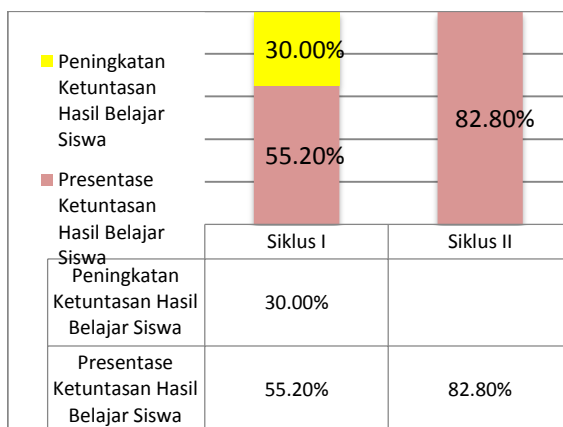 Peningkatan
Ketuntasan
Hasil Belajar
Siswa
Presentase
Ketuntasan
Hasil Belajar
Siswa
30.00%
55.20%
82.80%
Siklus I
Siklus II
Peningkatan
Ketuntasan Hasil
Belajar Siswa
30.00%
Presentase
Ketuntasan Hasil
Belajar Siswa
55.20%
82.80%